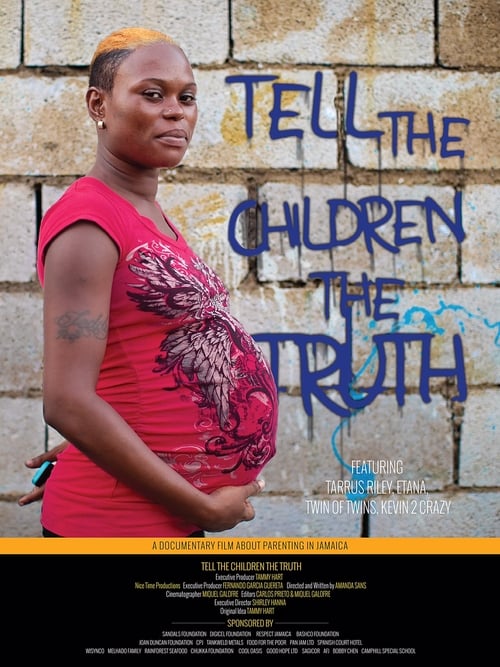 TELL THE
CHILDREN
THE
TRUTH
FEATURING
TARRUS RILEY, ETANA,
TWIN OF TWINS, KEVIN 2 CRAZY
A DOCUMENTARY FILM ABOUT PARENTING IN JAMAICA
TELL THE CHILDREN THE TRUTH
Executive Producer TAMMY HART
Nice Time Productions Executive Producer FERNANDO GARCIA GUERETA Directed and Written by AMANDA SANS
Cinematographer MIQUEL GALOFRE Editors CARLOS PRIETO & MIQUEL GALOFRE
Executive Director SHIRLEY HANNA
Original Idea TAMMY HART
SPONSORED BY
SANDALS FOUNDATION DIGICEL FOUNDATION RESPECT JAMAICA BASHCO FOUNDATION
JOAN DUNCAN FOUNDATION CPI TANKWELD METALS FOOD FOR THE POOR PAN JAM LTD SPANISH COURT HOTEL
WISYNCO MELHADO FAMILY RAINFOREST SEAFOOD CHUKKA FOUNDATION COOL OASIS GOOD HOPE LTD SAGICOR AFJ BOBBY CHEN CAMPHILL SPECIAL SCHOOL